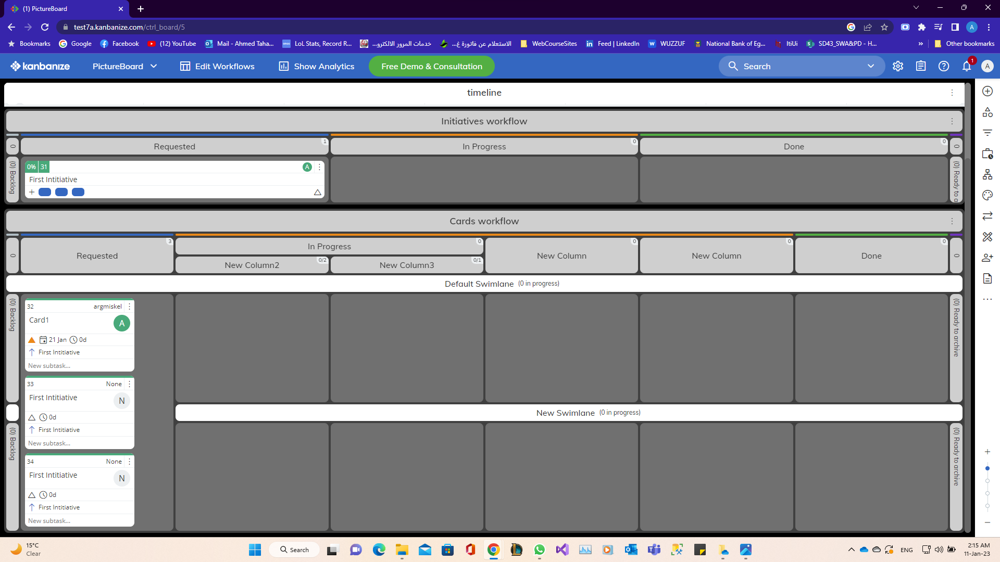 (1) PictureBoard
test7a.kanbanize.com/ctrl_board/5
Bookmarks Google Facebook (12) YouTube Mail - Ahmed Taha... LoL Stats, Record R... خدمات المرور الالكترو... الاستعلام عن فاتورة غ... WebCourseSites Feed | LinkedIn WUZZUF National Bank of Eg... ItiUi SD43_SWA&PD - H... » Other bookmarks
kanbanize PictureBoard Edit Workflows Show Analytics Free Demo & Consultation Search 1 A
timeline
Initiatives workflow
0 Requested 1 In Progress 0 Done 0 0
(0) Backlog
0% 31 A
First Intitiative
(0) Ready to a
Cards workflow
0 Requested 3 In Progress 0 New Column 0 New Column 0 Done 0 0
New Column2 0/2 New Column3 0/1
Default Swimlane (0 in progress)
(0) Backlog
32 argmiskel
Card1 A
21 Jan 0d
First Intitiative
New subtask...
(0) Ready to archive
33 None
First Intitiative N
0d
First Intitiative
New subtask...
New Swimlane (0 in progress)
(0) Backlog
34 None
First Intitiative N
0d
First Intitiative
New subtask...
(0) Ready to archive
15°C
Clear
Search
ENG
2:15 AM
11-Jan-23